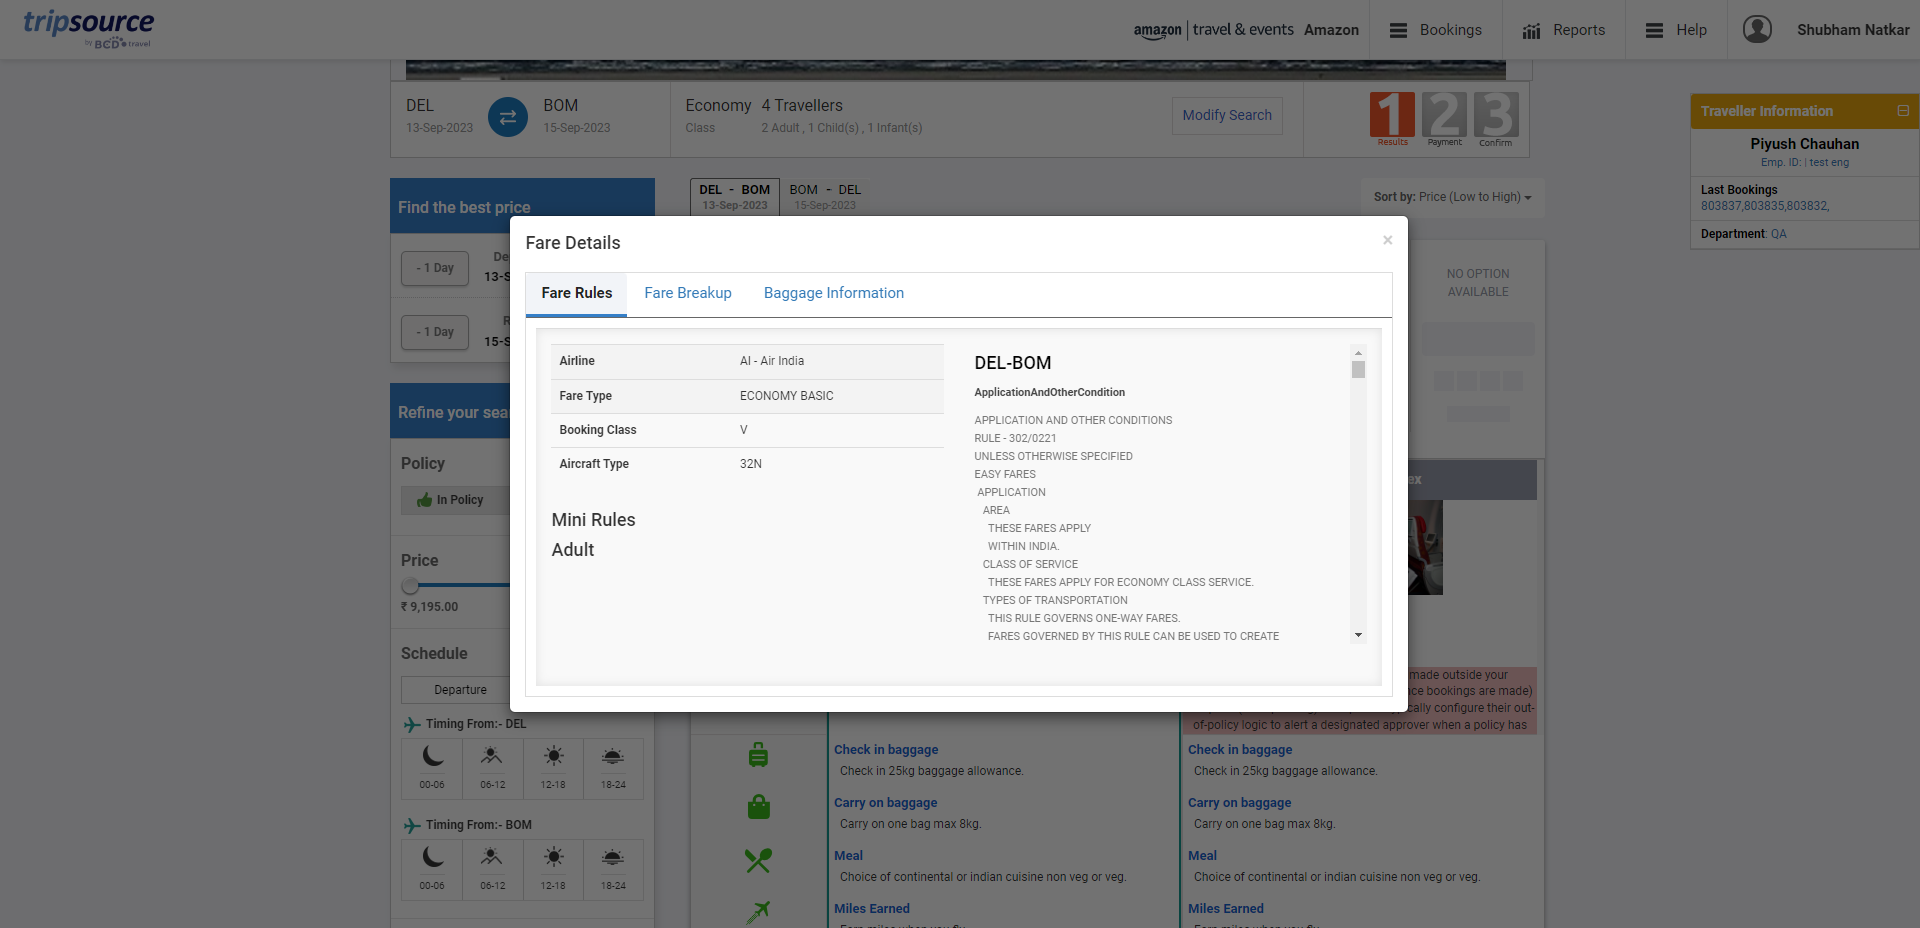 tripsource
by BCD travel
amazon | travel & events Amazon
Bookings
Reports
Help
Shubham Natkar
DEL
13-Sep-2023
BOM
15-Sep-2023
Economy
Class
4 Travellers
2 Adult , 1 Child(s) , 1 Infant(s)
Modify Search
1 2 3
Results Payment Confirm
Traveller Information
Piyush Chauhan
Emp. ID: | test eng
Last Bookings
803837,803835,803832,
Department: QA
Find the best price
- 1 Day
13-S
- 1 Day
15-S
DEL - BOM
13-Sep-2023
BOM - DEL
15-Sep-2023
Sort by: Price (Low to High)
NO OPTION
AVAILABLE
Fare Details
×
Fare Rules
Fare Breakup
Baggage Information
Airline AI - Air India
Fare Type ECONOMY BASIC
Booking Class V
Aircraft Type 32N
Mini Rules
Adult
DEL-BOM
ApplicationAndOtherCondition
APPLICATION AND OTHER CONDITIONS
RULE - 302/0221
UNLESS OTHERWISE SPECIFIED
EASY FARES
APPLICATION
AREA
THESE FARES APPLY
WITHIN INDIA.
CLASS OF SERVICE
THESE FARES APPLY FOR ECONOMY CLASS SERVICE.
TYPES OF TRANSPORTATION
THIS RULE GOVERNS ONE-WAY FARES.
FARES GOVERNED BY THIS RULE CAN BE USED TO CREATE
Refine your sea
Policy
In Policy
Price
₹ 9,195.00
Schedule
Departure
Timing From:- DEL
00-06 06-12 12-18 18-24
Timing From:- BOM
00-06 06-12 12-18 18-24
ex
made outside your
nce bookings are made)
cally configure their out-
of-policy logic to alert a designated approver when a policy has
Check in baggage
Check in 25kg baggage allowance.
Carry on baggage
Carry on one bag max 8kg.
Meal
Choice of continental or indian cuisine non veg or veg.
Miles Earned
Check in baggage
Check in 25kg baggage allowance.
Carry on baggage
Carry on one bag max 8kg.
Meal
Choice of continental or indian cuisine non veg or veg.
Miles Earned